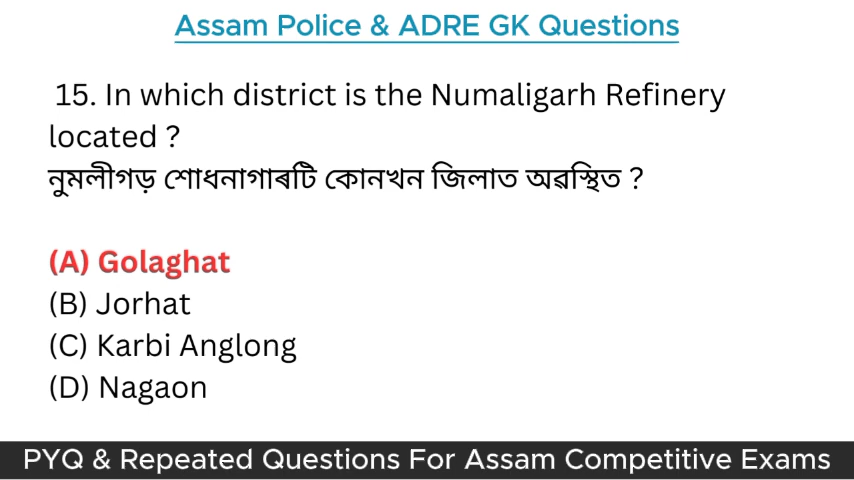 Assam Police & ADRE GK Questions
15. In which district is the Numaligarh Refinery
located ?
নুমলীগড় শোধনাগাৰটি কোনখন জিলাত অৱস্থিত ?
(A) Golaghat
(B) Jorhat
(C) Karbi Anglong
(D) Nagaon
PYQ & Repeated Questions For Assam Competitive Exams